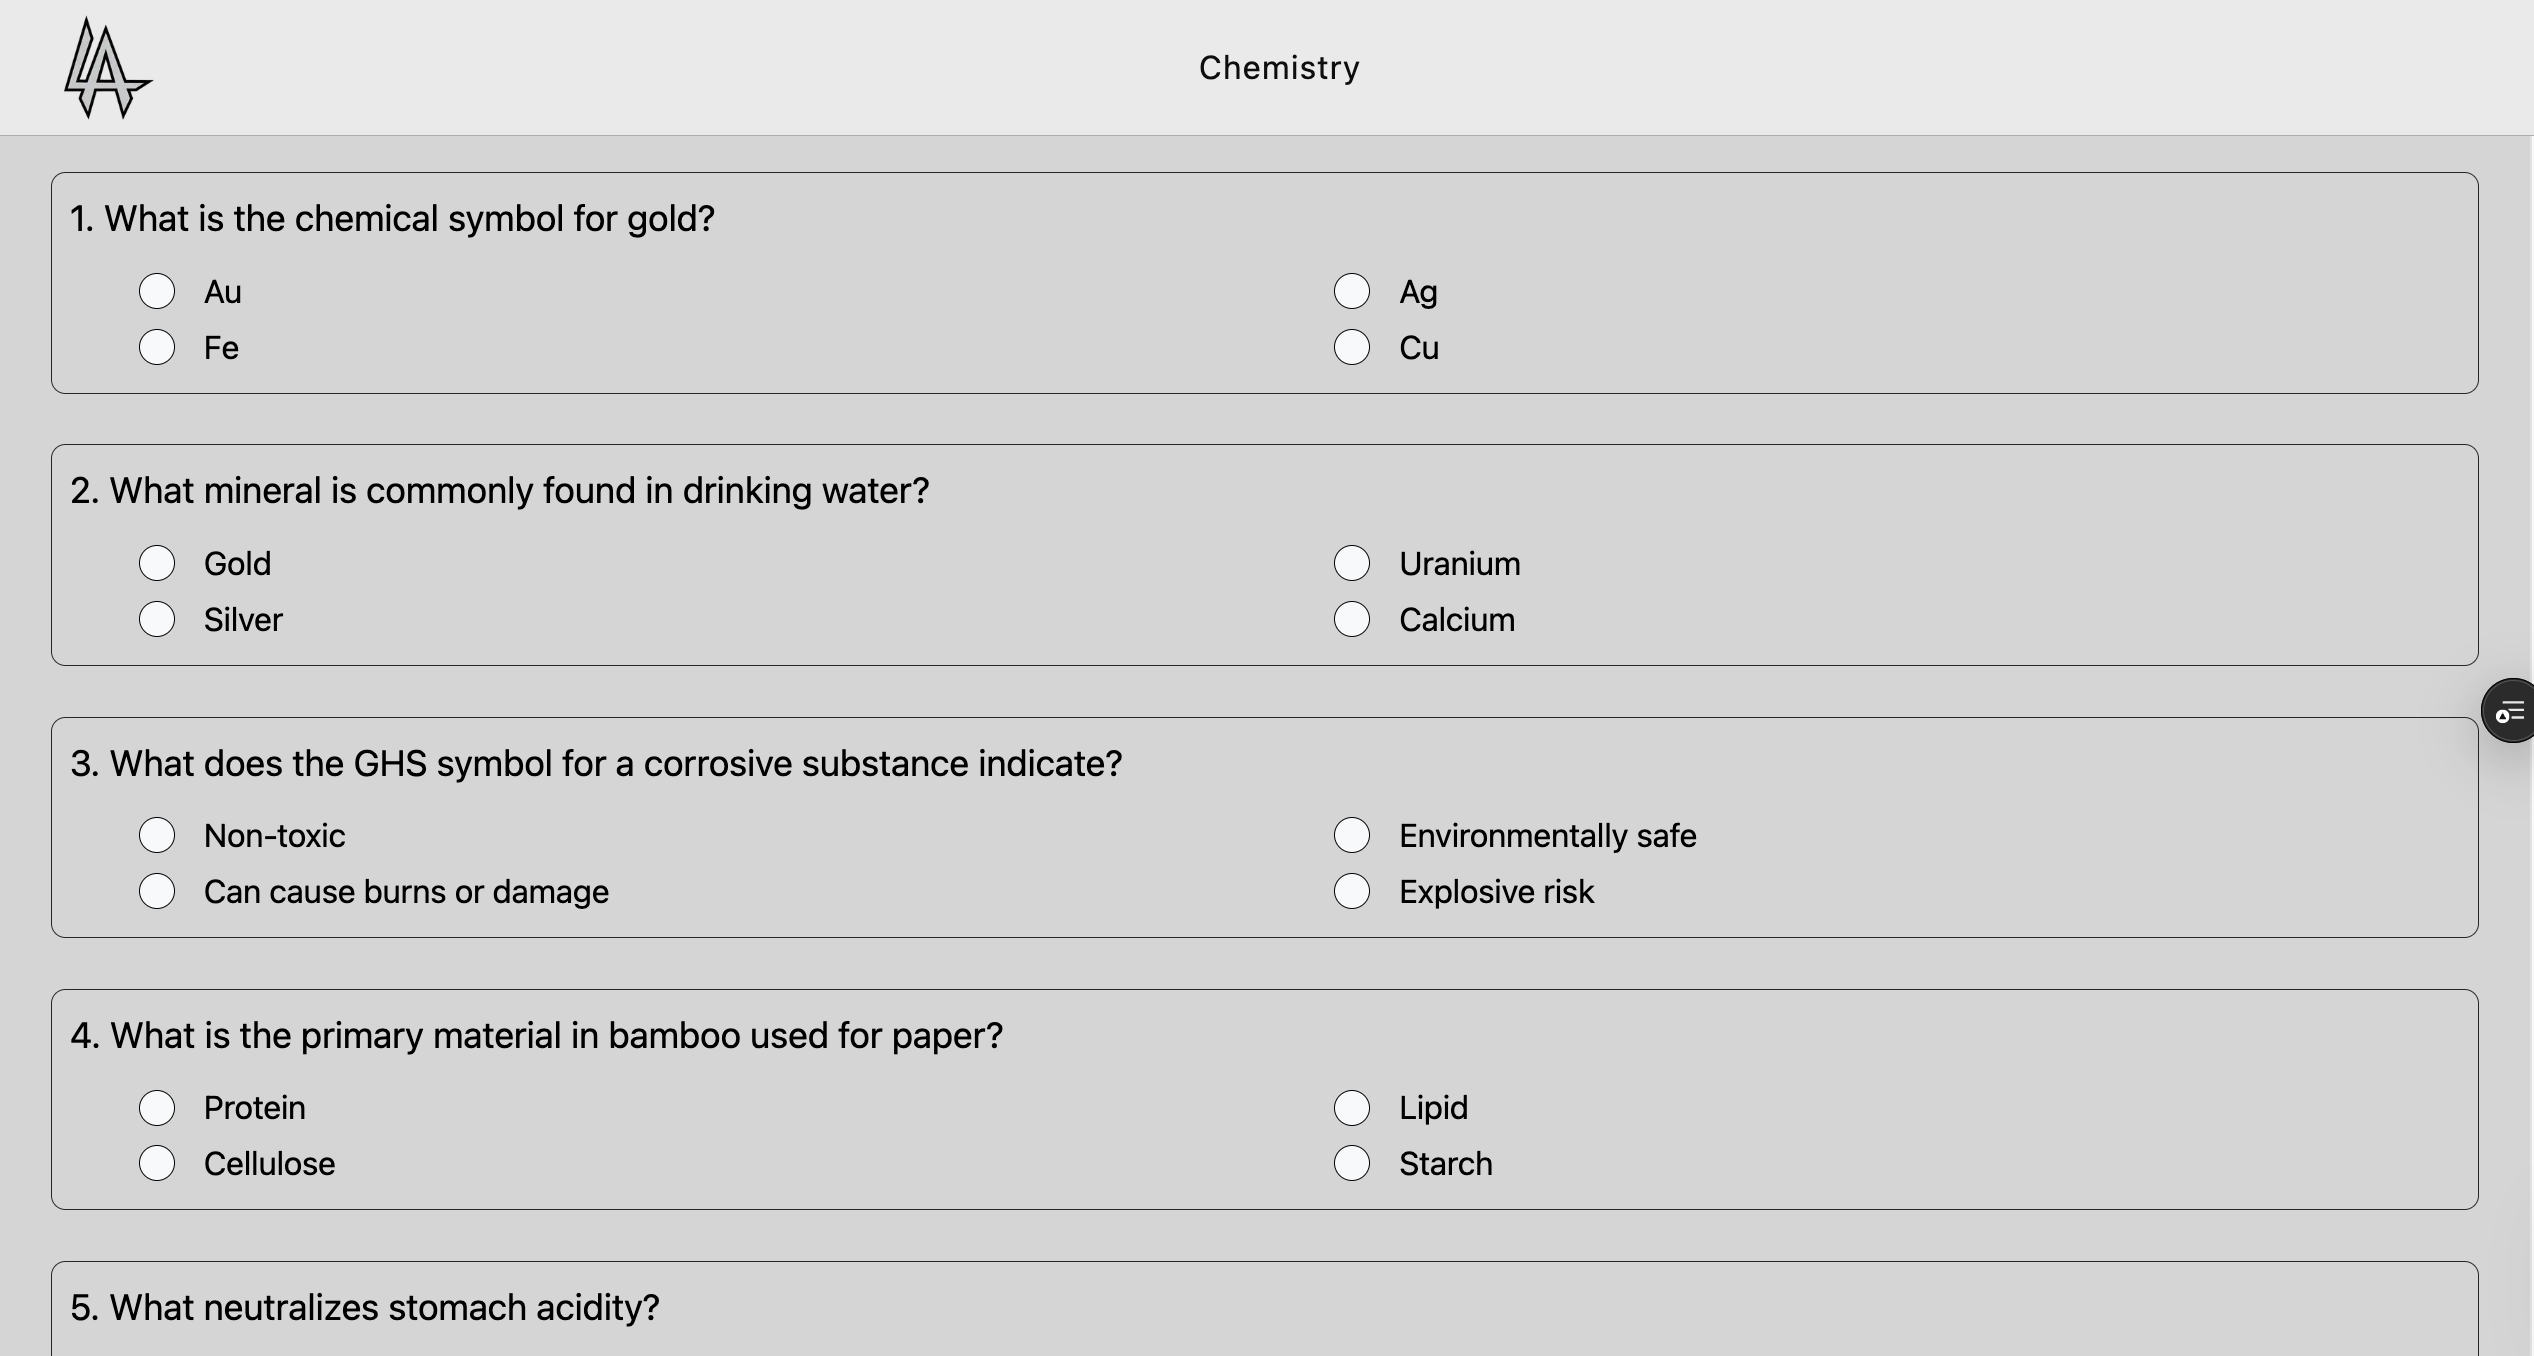 Chemistry
1. What is the chemical symbol for gold?
Au
Ag
Fe
Cu
2. What mineral is commonly found in drinking water?
Gold
Uranium
Silver
Calcium
3. What does the GHS symbol for a corrosive substance indicate?
Non-toxic
Environmentally safe
Can cause burns or damage
Explosive risk
4. What is the primary material in bamboo used for paper?
Protein
Lipid
Cellulose
Starch
5. What neutralizes stomach acidity?